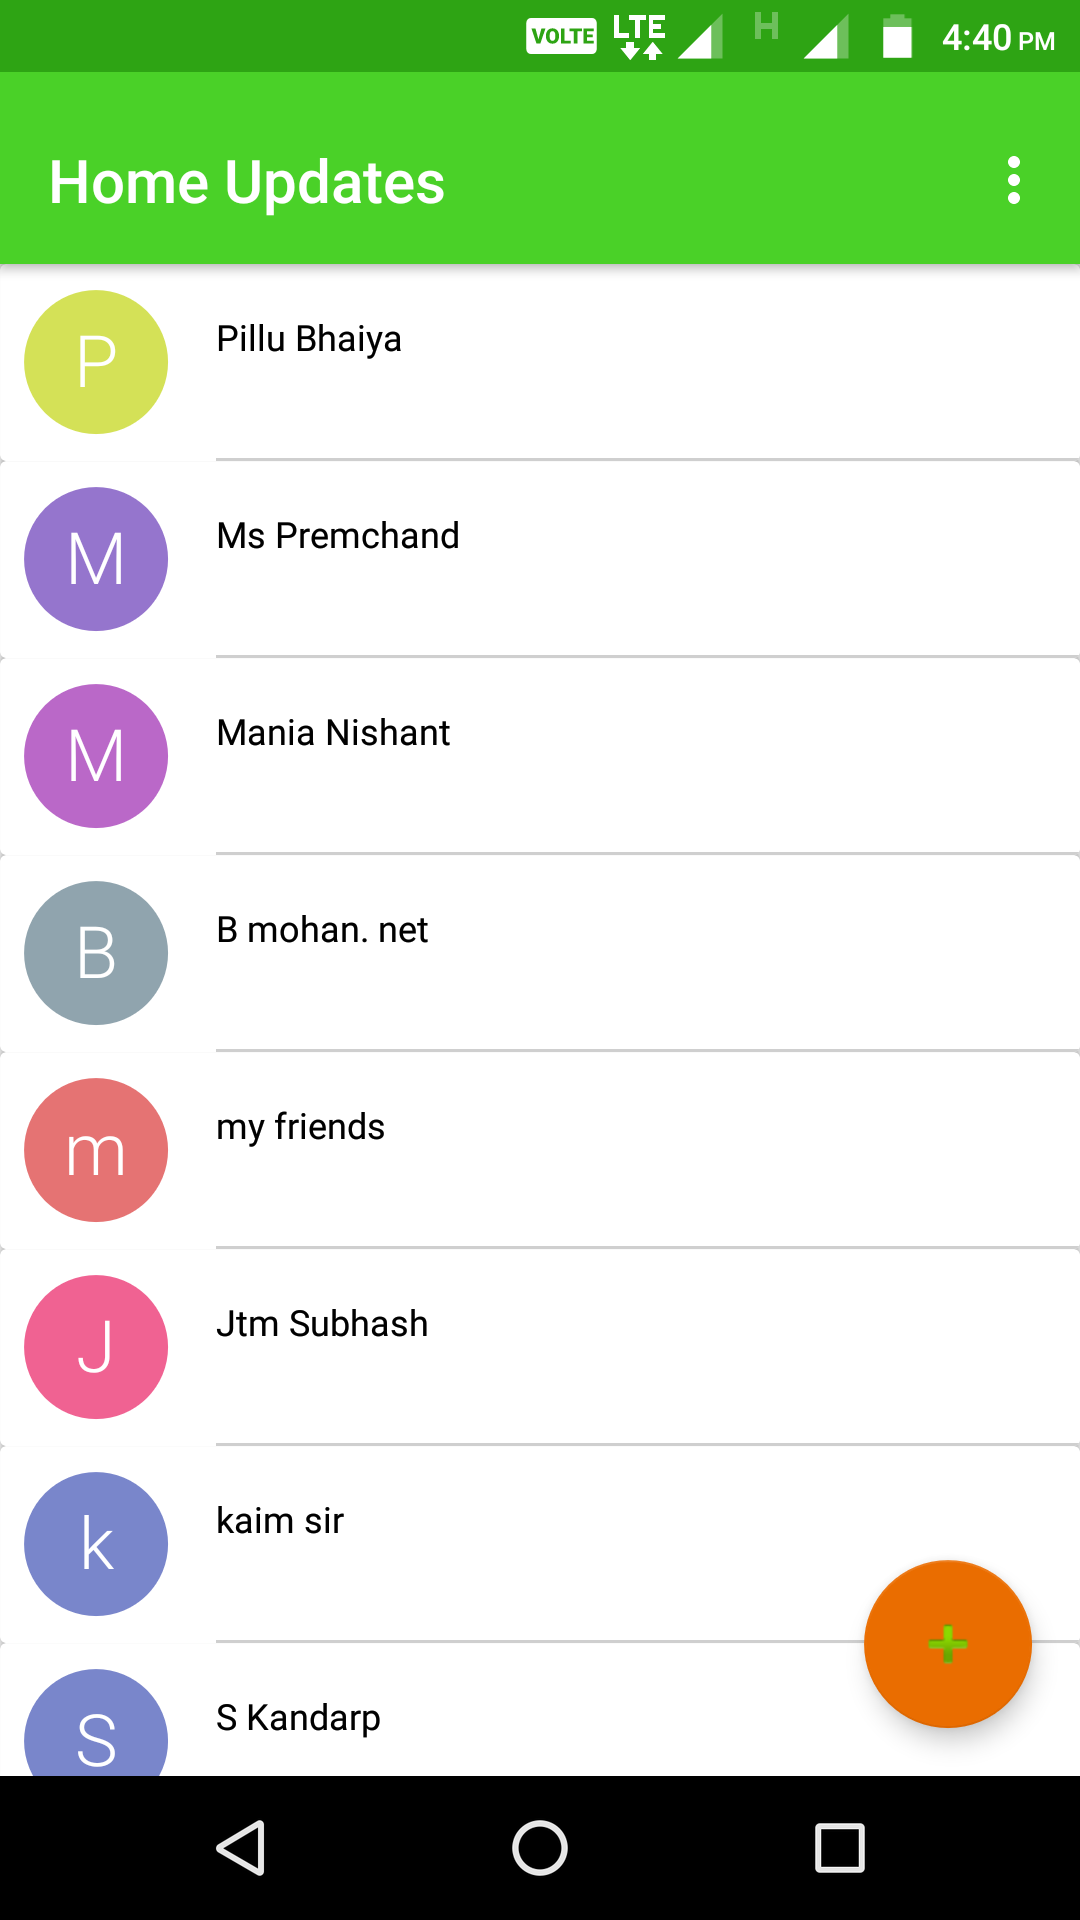 VOLTE LTE H 4:40 PM
Home Updates
P Pillu Bhaiya
M Ms Premchand
M Mania Nishant
B B mohan. net
m my friends
J Jtm Subhash
k kaim sir
S S Kandarp